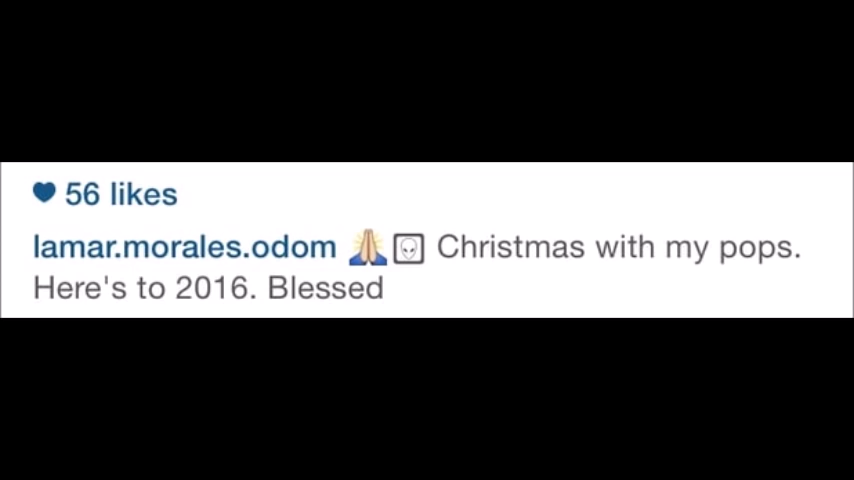 56 likes
lamar.morales.odom 🙏 Christmas with my pops.
Here's to 2016. Blessed